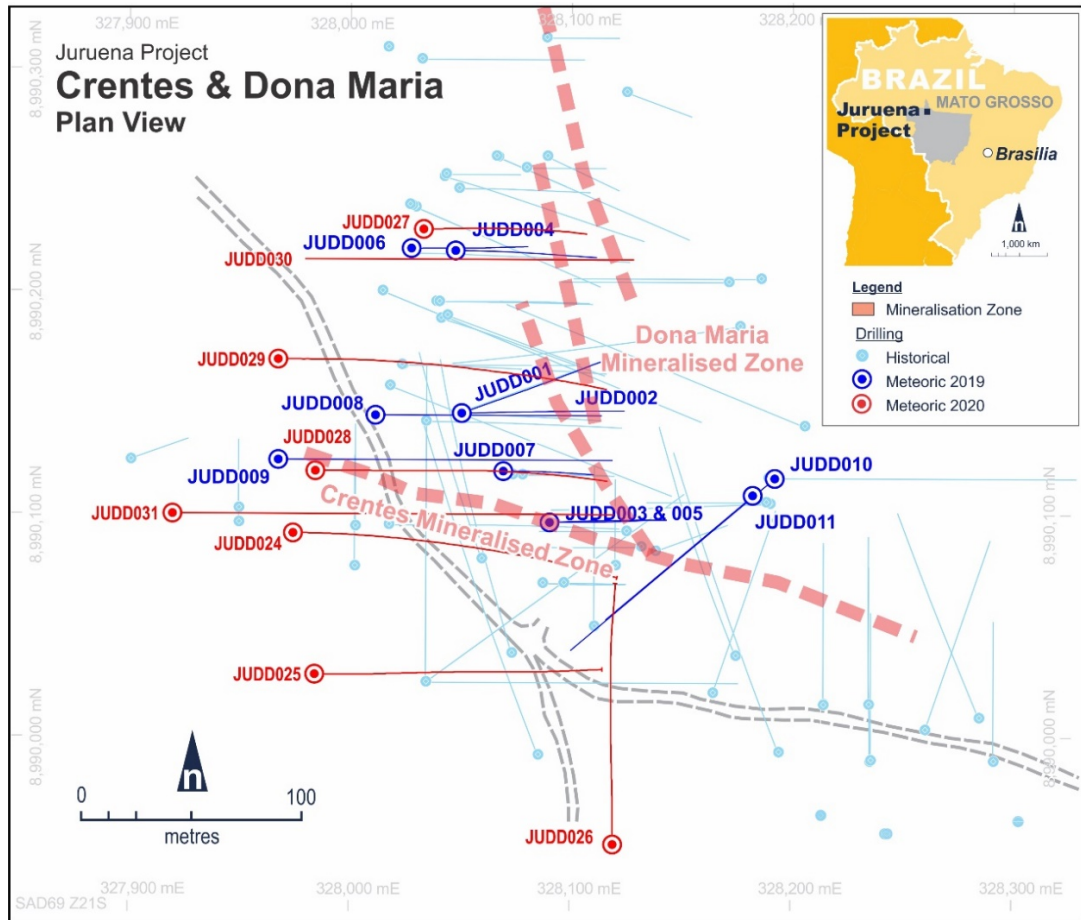 327,900 mE
328,000 mE
328,100 mE
328,200 mE
8,990,300 mN
8,990,200 mN
8,990,100 mN
8,990,000 mN
Juruena Project
Crentes & Dona Maria
Plan View
BRAZIL
MATO GROSSO
Juruena
Project
Brasilia
n
1,000 km
Legend
Mineralisation Zone
Drilling
Historical
Meteoric 2019
Meteoric 2020
JUDD027
JUDD004
JUDD006
JUDD030
Dona Maria
Mineralised Zone
JUDD029
JUDD001
JUDD008
JUDD002
JUDD028
JUDD007
JUDD009
JUDD010
JUDD031
JUDD003 & 005
JUDD011
Crentes Mineralised Zone
JUDD024
JUDD025
JUDD026
8,990,100 mN
8,990,000 mN
n
0
100
metres
SAD69 Z21S
327,900 mE
328,000 mE
328,100 mE
328,200 mE
328,300 mE